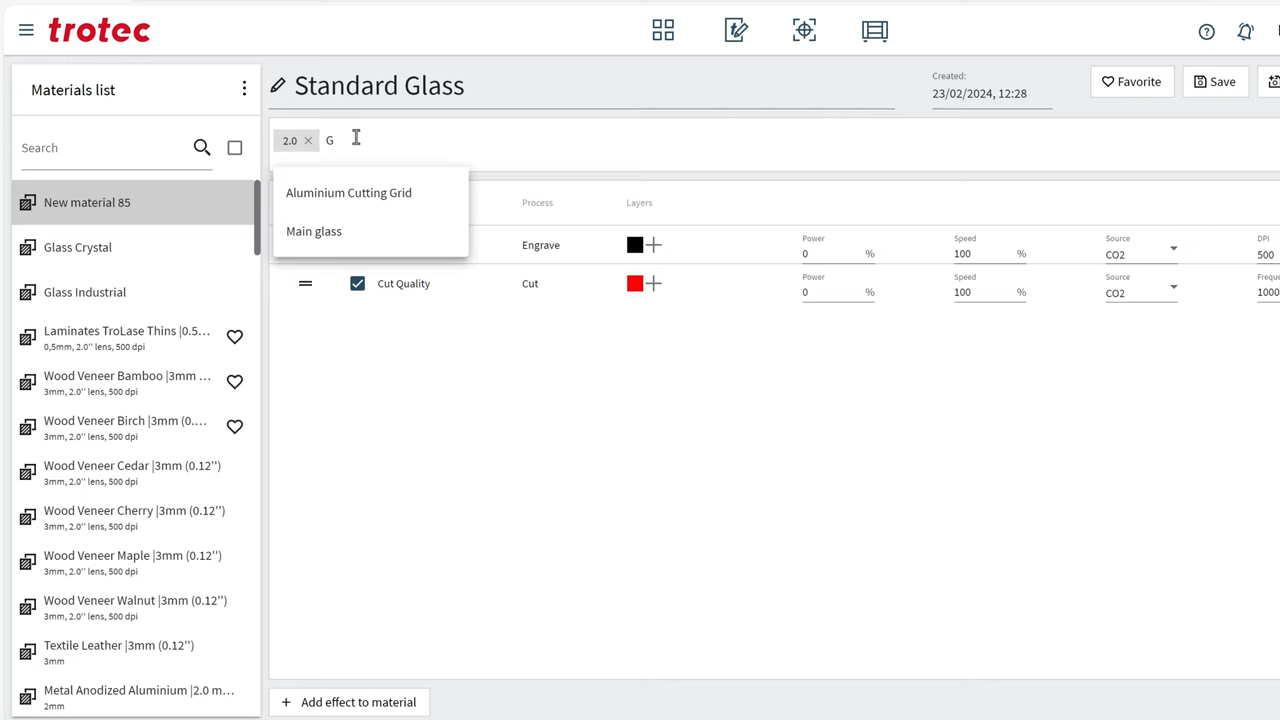 trotec
Materials list
Search
New material 85
Glass Crystal
Glass Industrial
Laminates TroLase Thins |0.5...
0,5mm, 2.0'' lens, 500 dpi
Wood Veneer Bamboo |3mm ...
3mm, 2.0'' lens, 500 dpi
Wood Veneer Birch |3mm (0....
3mm, 2.0'' lens, 500 dpi
Wood Veneer Cedar |3mm (0.12'')
3mm, 2.0'' lens, 500 dpi
Wood Veneer Cherry |3mm (0.12'')
3mm, 2.0'' lens, 500 dpi
Wood Veneer Maple |3mm (0.12'')
3mm, 2.0'' lens, 500 dpi
Wood Veneer Walnut |3mm (0.12'')
3mm, 2.0'' lens, 500 dpi
Textile Leather |3mm (0.12'')
3mm
Metal Anodized Aluminium |2.0 m...
2mm
Standard Glass
Created:
23/02/2024, 12:28
Favorite
Save
2.0 G
Aluminium Cutting Grid
Main glass
Process Layers
Engrave
Power
0 %
Speed
100 %
Source
CO2
DPI
500
Cut Quality Cut
Power
0 %
Speed
100 %
Source
CO2
Freque
1000
+ Add effect to material